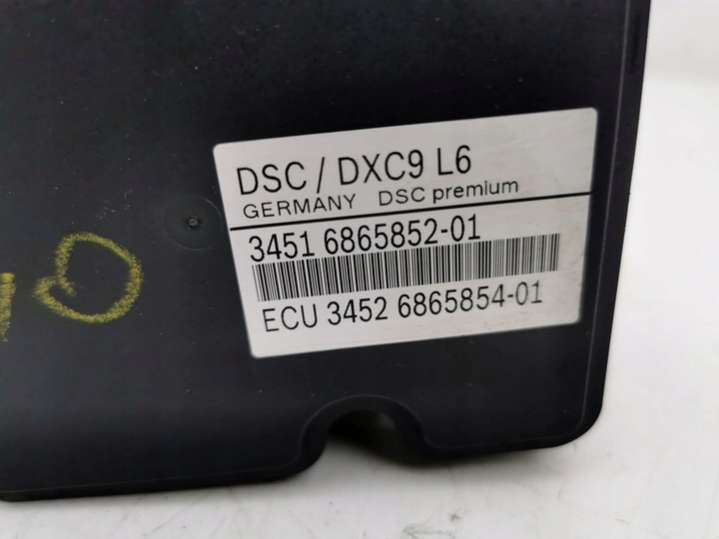 DSC / DXC9 L6
GERMANY DSC premium
3451 6865852-01
ECU 3452 6865854-01